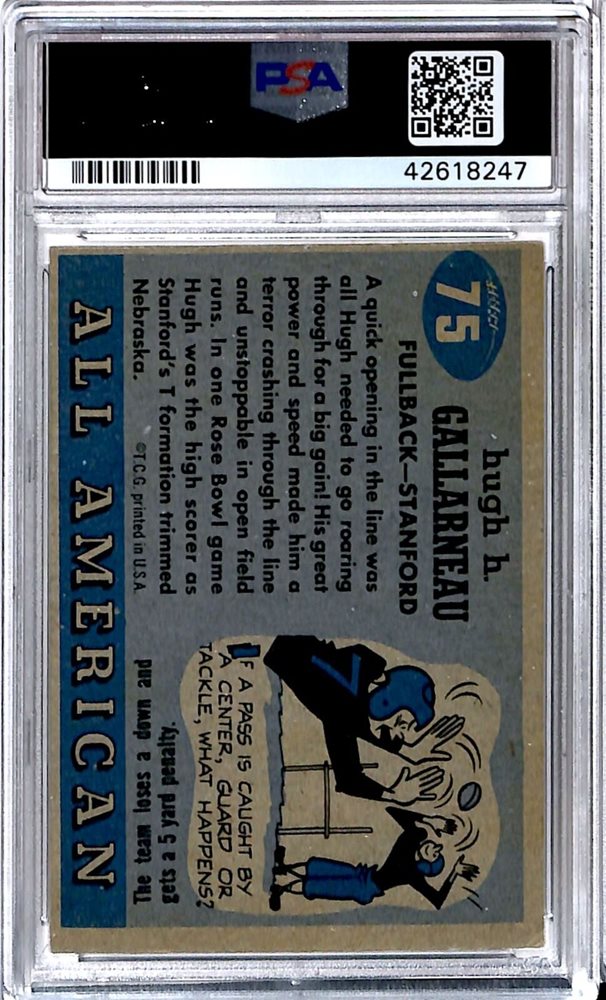 PSA
42618247
75
hugh h.
GALLARNEAU
FULLBACK—STANFORD
A quick opening in the line was
all Hugh needed to go roaring
through for a big gain! His great
power and speed made him a
terror crashing through the line
and unstoppable in open field
runs. In one Rose Bowl game
Hugh was the high scorer as
Stanford's T formation trimmed
Nebraska.
©T.C.G. printed in U.S.A.
IF A PASS IS CAUGHT BY
A CENTER, GUARD OR
TACKLE, WHAT HAPPENS?
The team loses a down and
gets a 5 yard penalty.
ALL AMERICAN